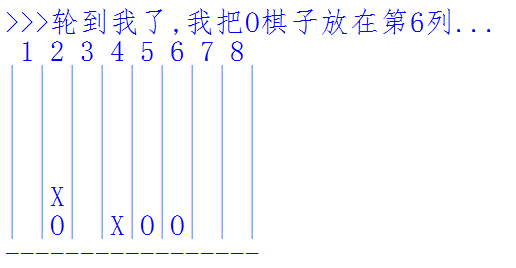 >>>轮到我了,我把O棋子放在第6列...
1 2 3 4 5 6 7 8
X
O X O O
-----------------